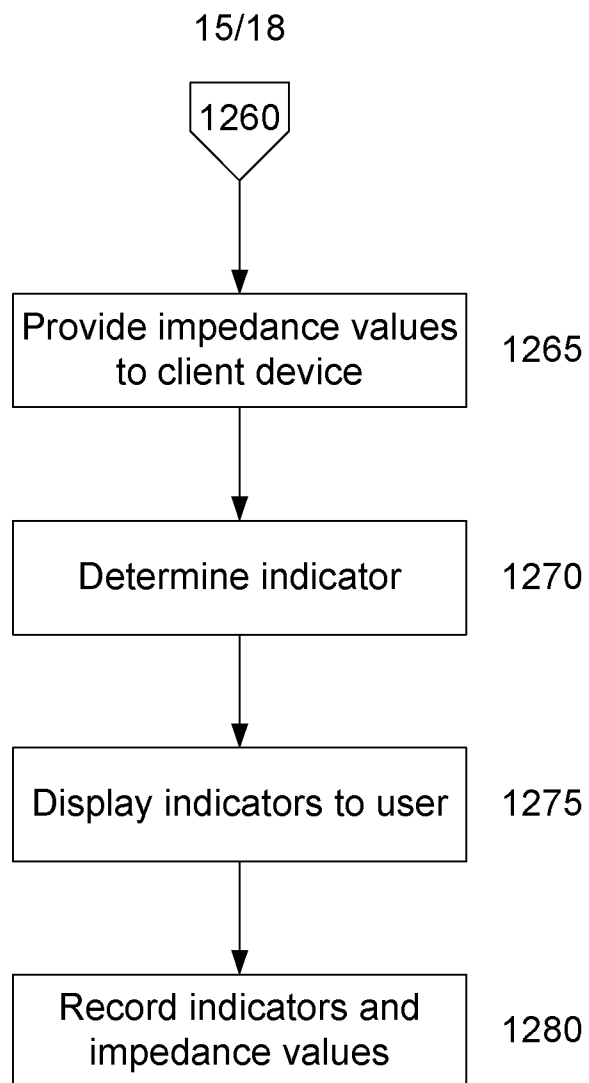 15/18
1260
Provide impedance values
to client device
1265
Determine indicator
1270
Display indicators to user
1275
Record indicators and
impedance values
1280